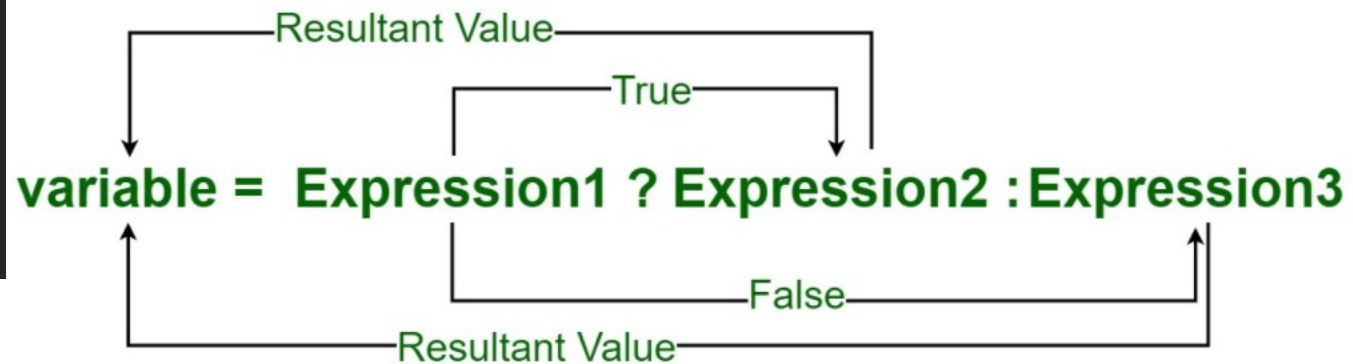 Resultant Value
True
variable = Expression1 ? Expression2 : Expression3
False
Resultant Value